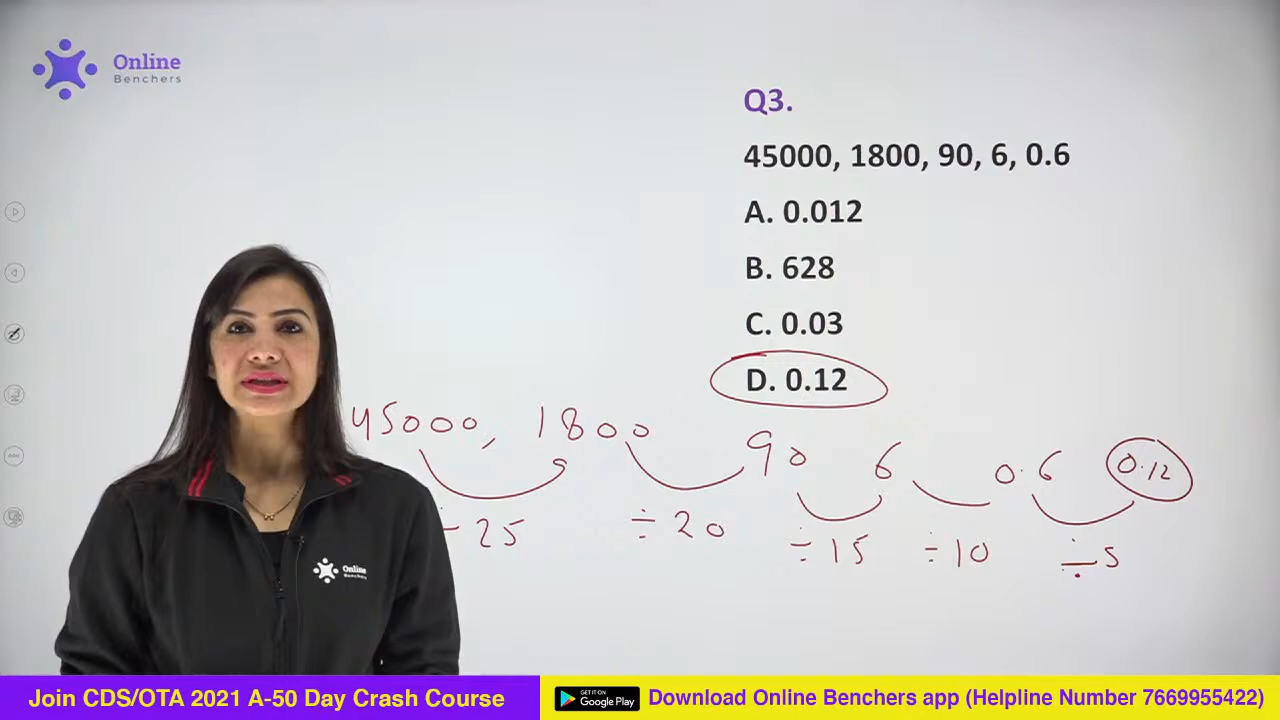 Online
Benchers
Q3.
45000, 1800, 90, 6, 0.6
A. 0.012
B. 628
C. 0.03
D. 0.12
45000, 1800 90 6 0.6 0.12
÷25 ÷20 ÷15 ÷10 ÷5
Online
Benchers
Join CDS/OTA 2021 A-50 Day Crash Course
GET IT ON
Google Play
Download Online Benchers app (Helpline Number 7669955422)